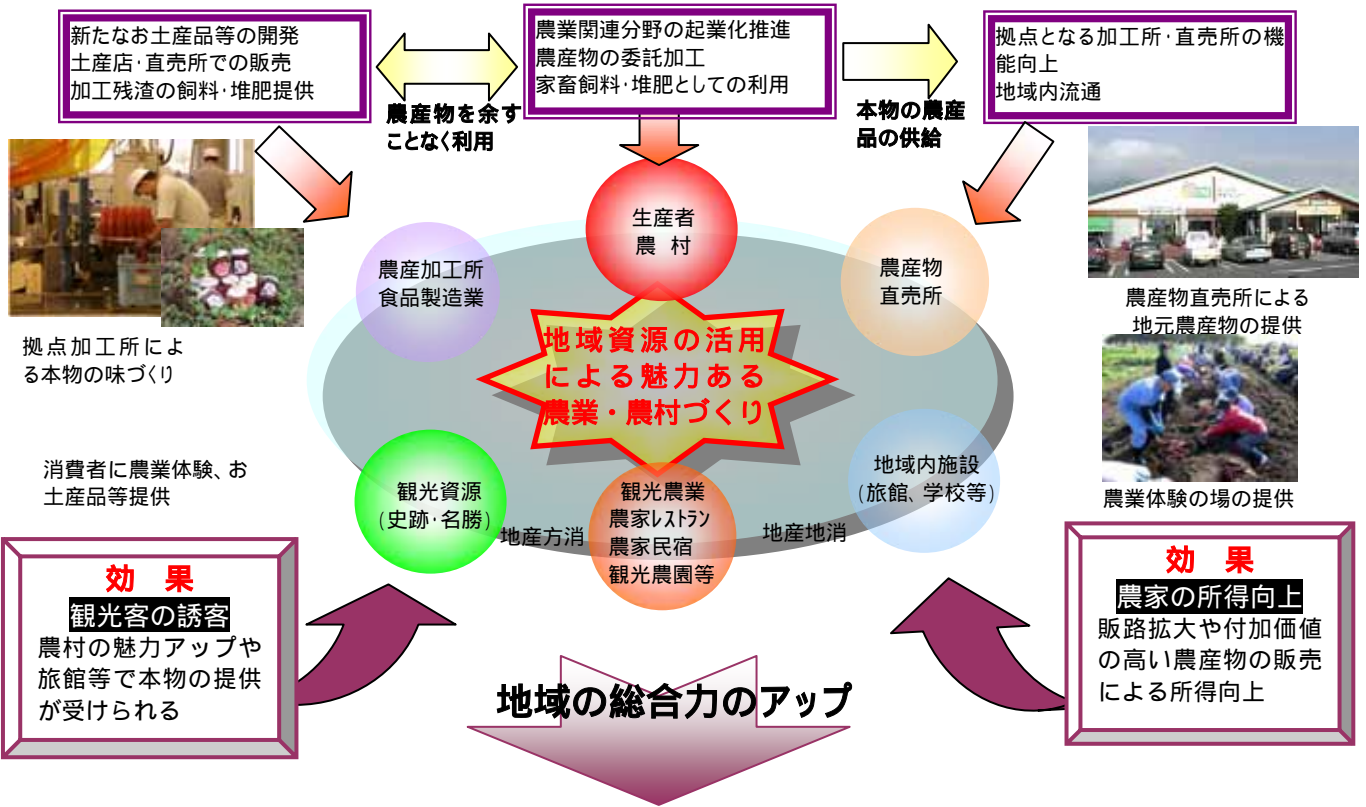 新たなお土産品等の開発
土産店･直売所での販売
加工残渣の飼料･堆肥提供
農業関連分野の起業化推進
農産物の委託加工
家畜飼料･堆肥としての利用
拠点となる加工所･直売所の機
能向上
地域内流通
農産物を余す
ことなく利用
本物の農産
品の供給
生産者
農 村
農産加工所
食品製造業
農産物
直売所
地域資源の活用
による魅力ある
農業・農村づくり
拠点加工所によ
る本物の味づくり
農産物直売所による
地元農産物の提供
消費者に農業体験、お
土産品等提供
観光資源
(史跡･名勝)
地産方消
観光農業
農家ﾚｽﾄﾗﾝ
農家民宿
観光農園等
地産地消
地域内施設
(旅館、学校等)
農業体験の場の提供
効 果
観光客の誘客
農村の魅力アップや
旅館等で本物の提供
が受けられる
効 果
農家の所得向上
販路拡大や付加価値
の高い農産物の販売
による所得向上
地域の総合力のアップ